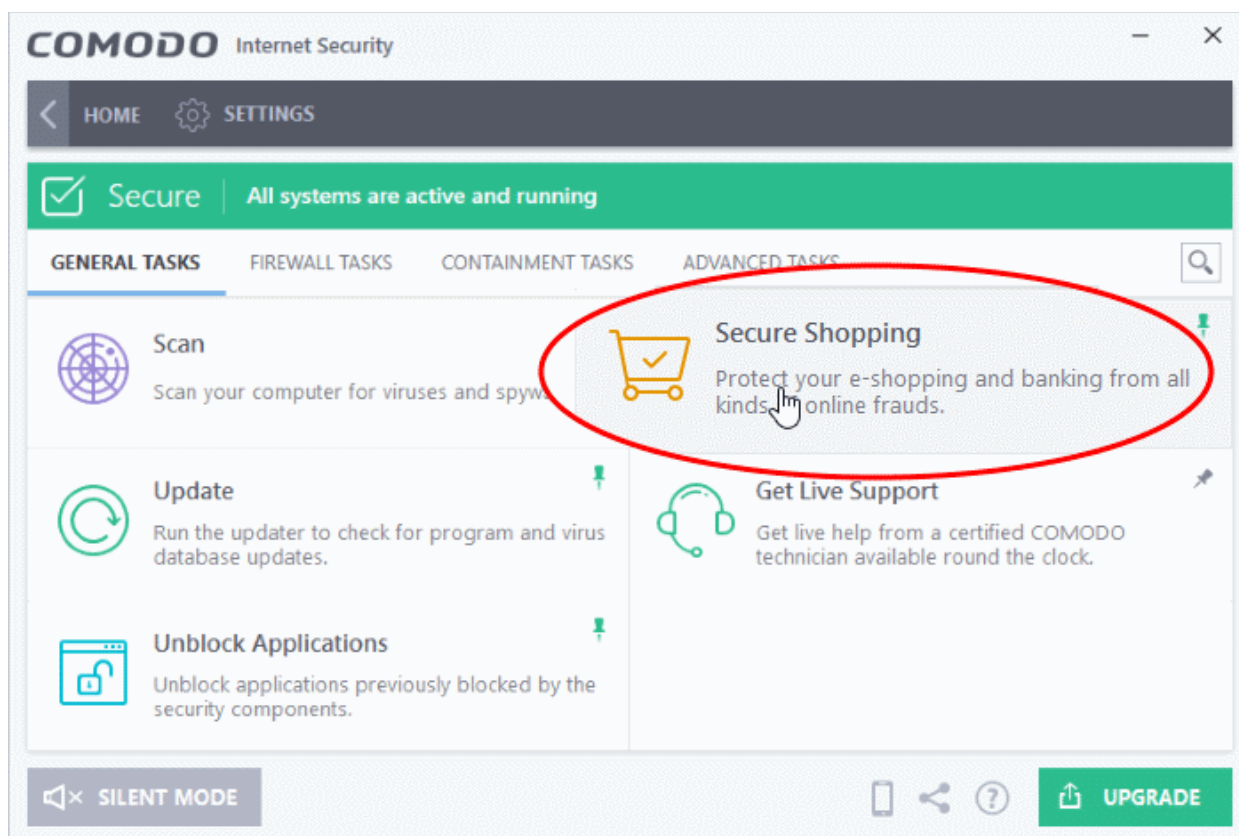 COMODO Internet Security
HOME SETTINGS
Secure All systems are active and running
GENERAL TASKS FIREWALL TASKS CONTAINMENT TASKS ADVANCED TASKS
Scan
Scan your computer for viruses and spyw
Secure Shopping
Protect your e-shopping and banking from all
kinds online frauds.
Update
Run the updater to check for program and virus
database updates.
Get Live Support
Get live help from a certified COMODO
technician available round the clock.
Unblock Applications
Unblock applications previously blocked by the
security components.
SILENT MODE
?
UPGRADE